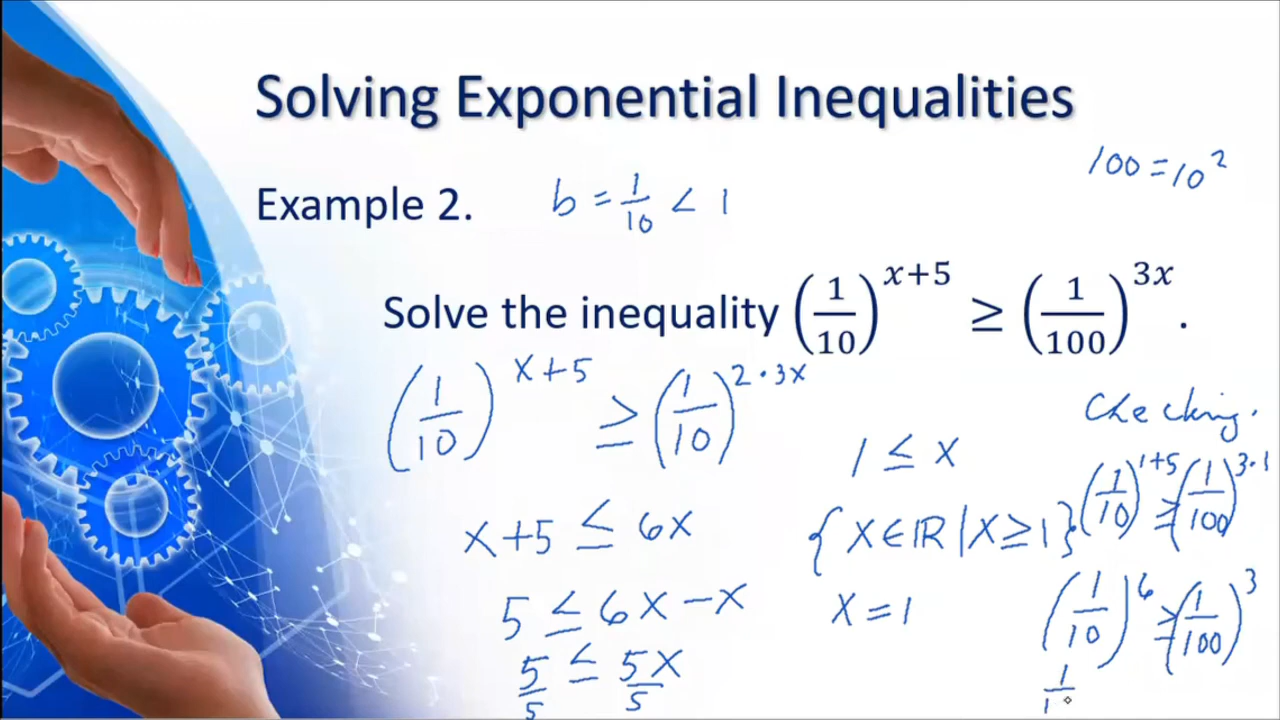 Solving Exponential Inequalities
100 = 10²
Example 2. b = 1/10 < 1
Solve the inequality (1/10)^(x+5) ≥ (1/100)^(3x).
(1/10)^(x+5) ≥ (1/10)^(2·3x)
x+5 ≤ 6x
5 ≤ 6x − x
5/5 ≤ 5x/5
1 ≤ x
{x ∈ ℝ | x ≥ 1}
x = 1
Checking.
(1/10)^(1+5) ≥ (1/100)^(3·1)
(1/10)^6 ≥ (1/100)^3